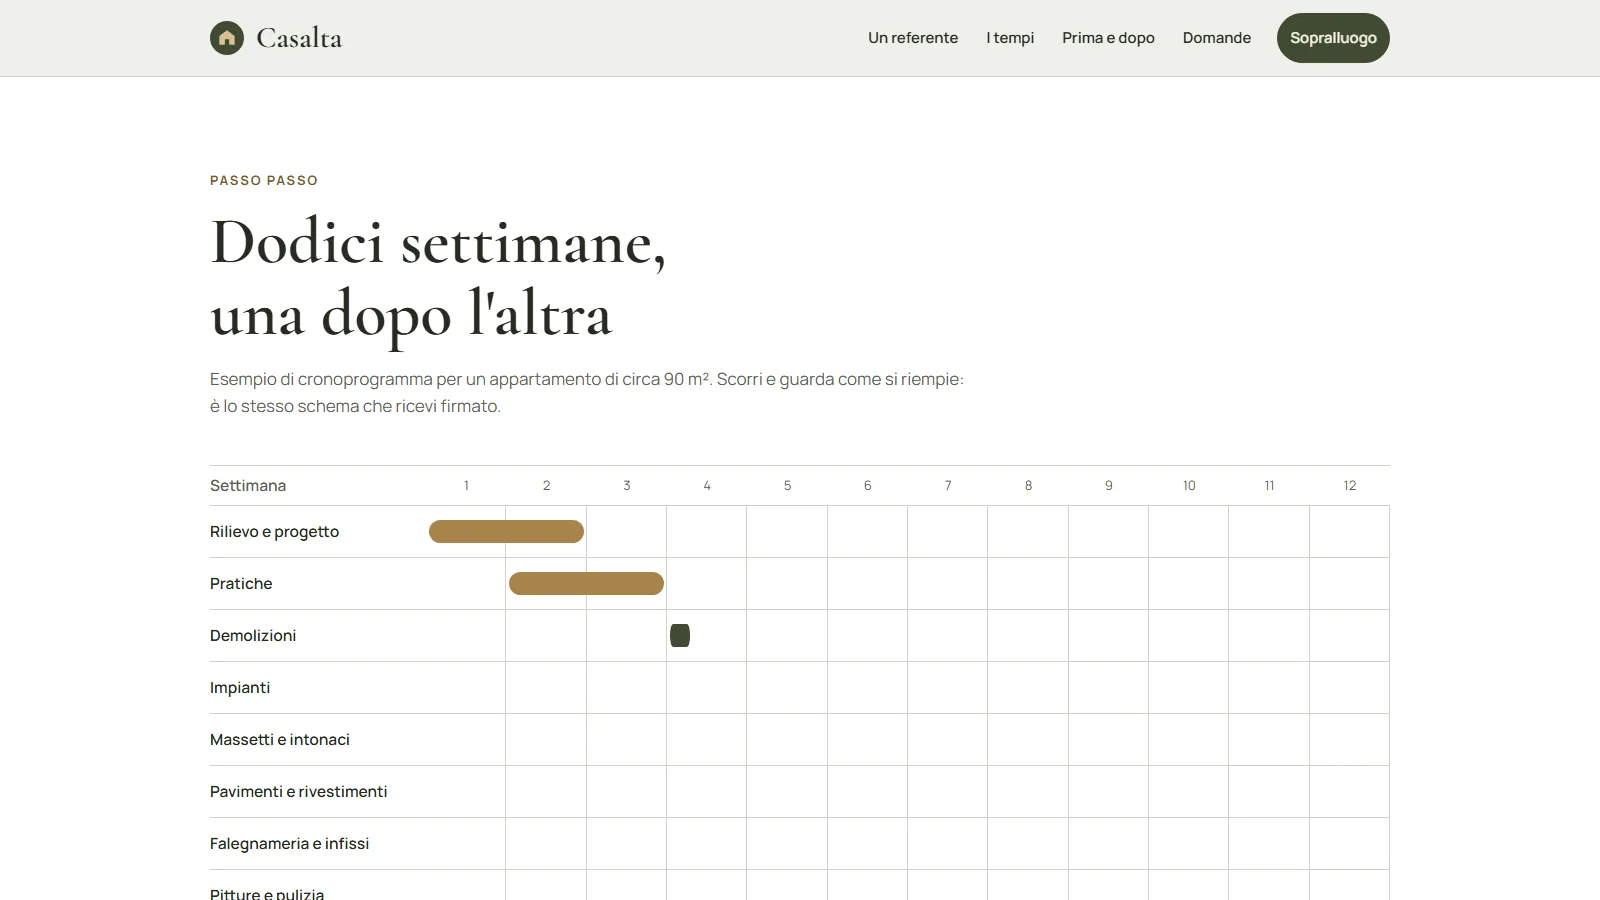 Casalta
Un referente
I tempi
Prima e dopo
Domande
Sopralluogo
PASSO PASSO
Dodici settimane,
una dopo l'altra
Esempio di cronoprogramma per un appartamento di circa 90 m². Scorri e guarda come si riempie:
è lo stesso schema che ricevi firmato.
Settimana 1 2 3 4 5 6 7 8 9 10 11 12
Rilievo e progetto
Pratiche
Demolizioni
Impianti
Massetti e intonaci
Pavimenti e rivestimenti
Falegnameria e infissi
Pitture e pulizia